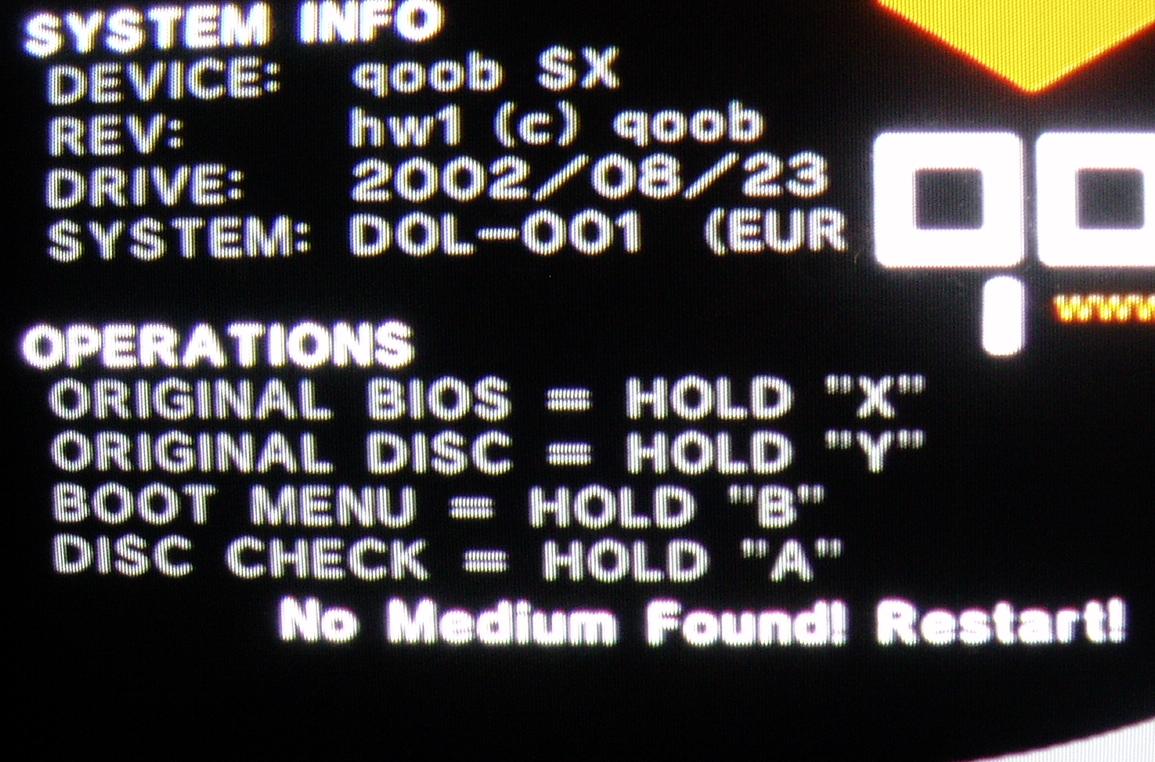 SYSTEM INFO
DEVICE: qoob SX
REV: hw1 (c) qoob
DRIVE: 2002/08/23
SYSTEM: DOL-001 (EUR
www
OPERATIONS
ORIGINAL BIOS = HOLD "X"
ORIGINAL DISC = HOLD "Y"
BOOT MENU = HOLD "B"
DISC CHECK = HOLD "A"
No Medium Found! Restart!